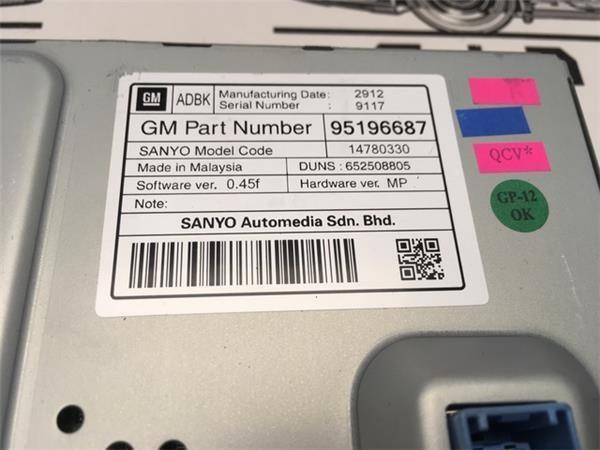 GM ADBK Manufacturing Date: 2912
Serial Number : 9117
GM Part Number 95196687
SANYO Model Code 14780330
Made in Malaysia DUNS : 652508805
Software ver. 0.45f Hardware ver. MP
Note:
SANYO Automedia Sdn. Bhd.
QCV*
GP-12
OK